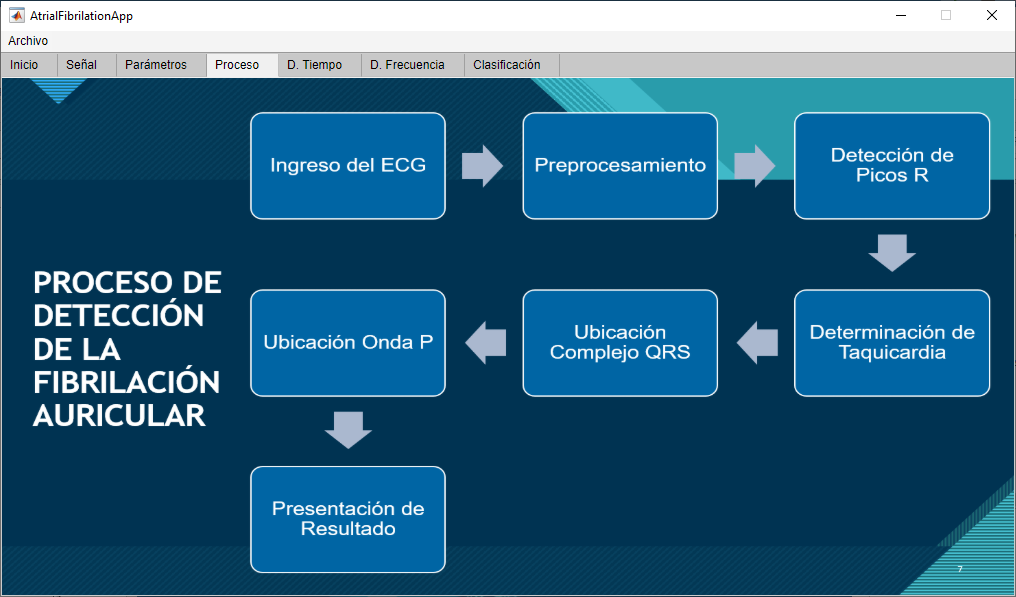 AtrialFibrilationApp
Archivo
Inicio
Señal
Parámetros
Proceso
D. Tiempo
D. Frecuencia
Clasificación
PROCESO DE
DETECCIÓN
DE LA
FIBRILACIÓN
AURICULAR
Ingreso del ECG
Preprocesamiento
Detección de
Picos R
Determinación de
Taquicardia
Ubicación
Complejo QRS
Ubicación Onda P
Presentación de
Resultado
7